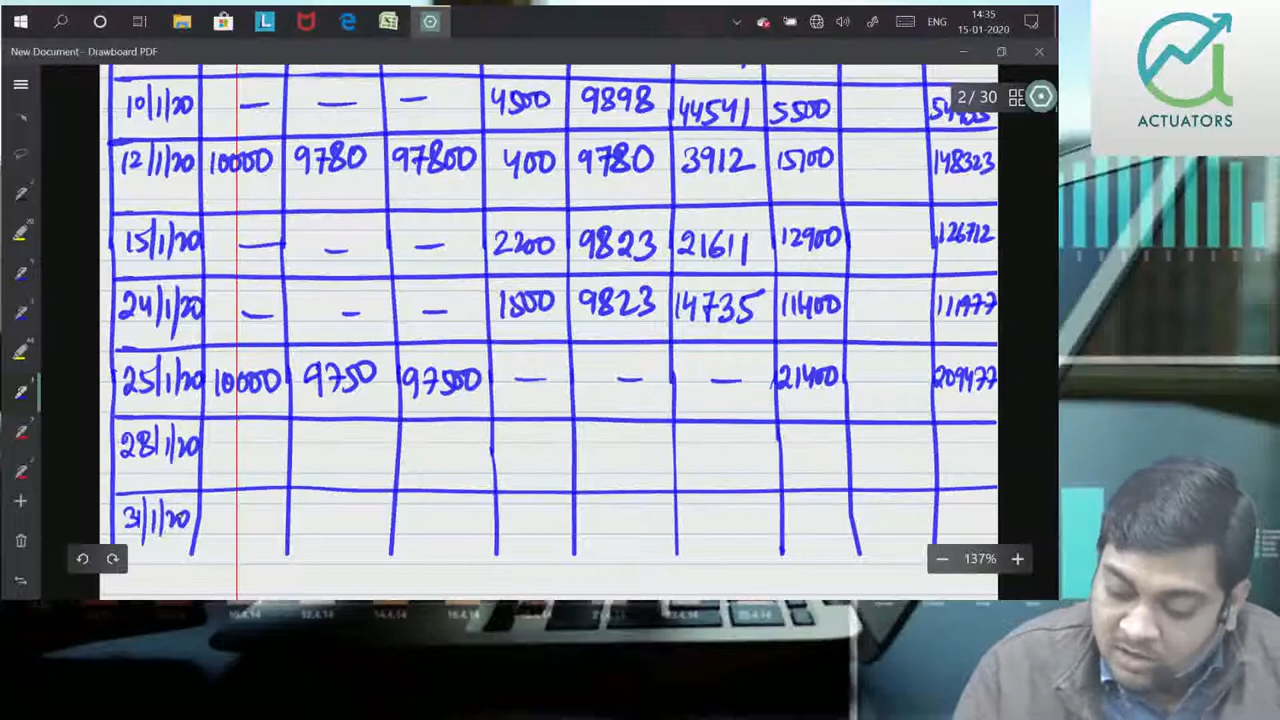 14:35
ENG
15-01-2020
New Document - Drawboard PDF
2 / 30
ACTUATORS
10/1/20 — — — 4500 9898 44541 5500
12/1/20 10000 9780 97800 400 9780 3912 15100 148323
15/1/20 — — — 2200 9823 21611 12900 126712
24/1/20 — — — 1500 9823 14735 11400 111977
25/1/20 10000 9750 97500 — — — 21400 209477
28/1/20
31/1/20
137%